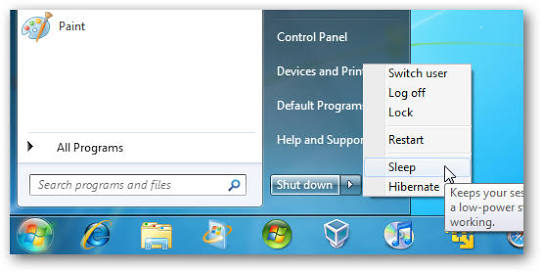 Paint
All Programs
Search programs and files
Control Panel
Devices and Prin
Default Program
Help and Suppor
Shut down
Switch user
Log off
Lock
Restart
Sleep
Hibernate
Keeps your ses
a low-power s
working.